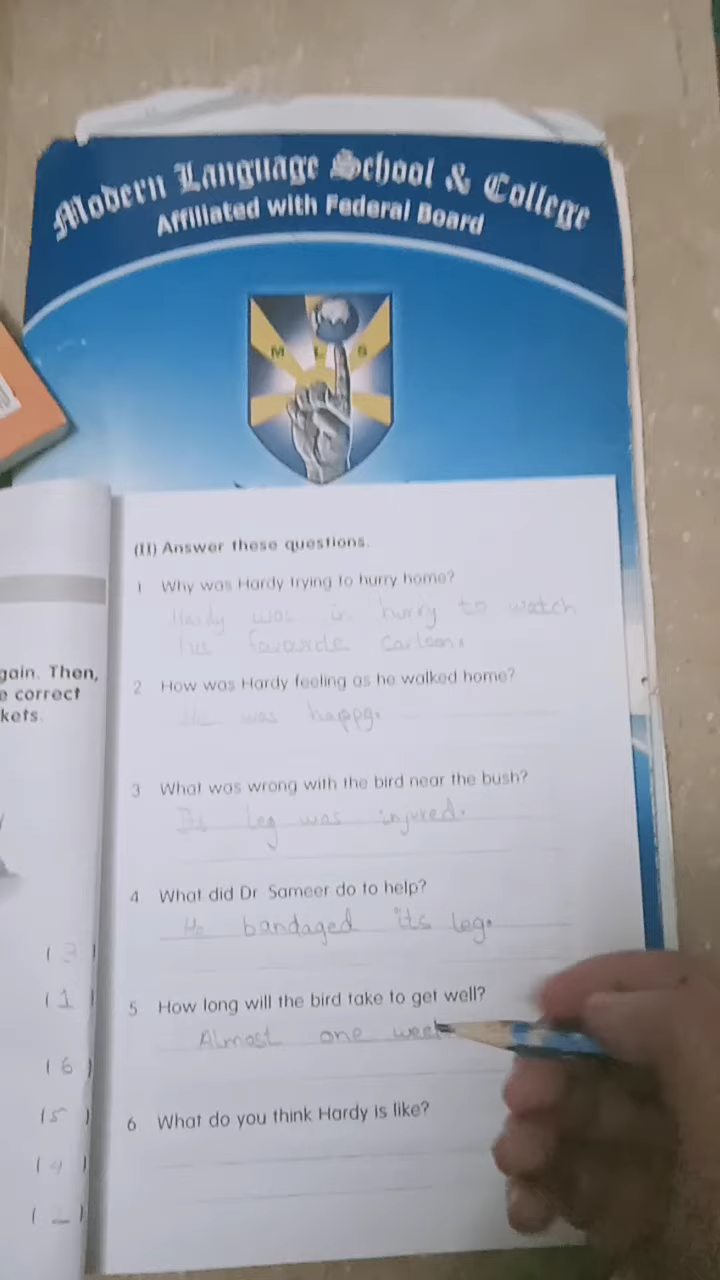 Modern Language School & College
Affiliated with Federal Board
M L S
(II) Answer these questions.
1 Why was Hardy trying to hurry home?
Hardy was in hurry to watch
his favourite cartoon.
2 How was Hardy feeling as he walked home?
He was happy.
gain. Then,
e correct
kets.
3 What was wrong with the bird near the bush?
Its leg was injured.
4 What did Dr Sameer do to help?
He bandaged its leg.
( 3 )
( 1 )
5 How long will the bird take to get well?
Almost one week
( 6 )
( 5 )
6 What do you think Hardy is like?
( 4 )
( )